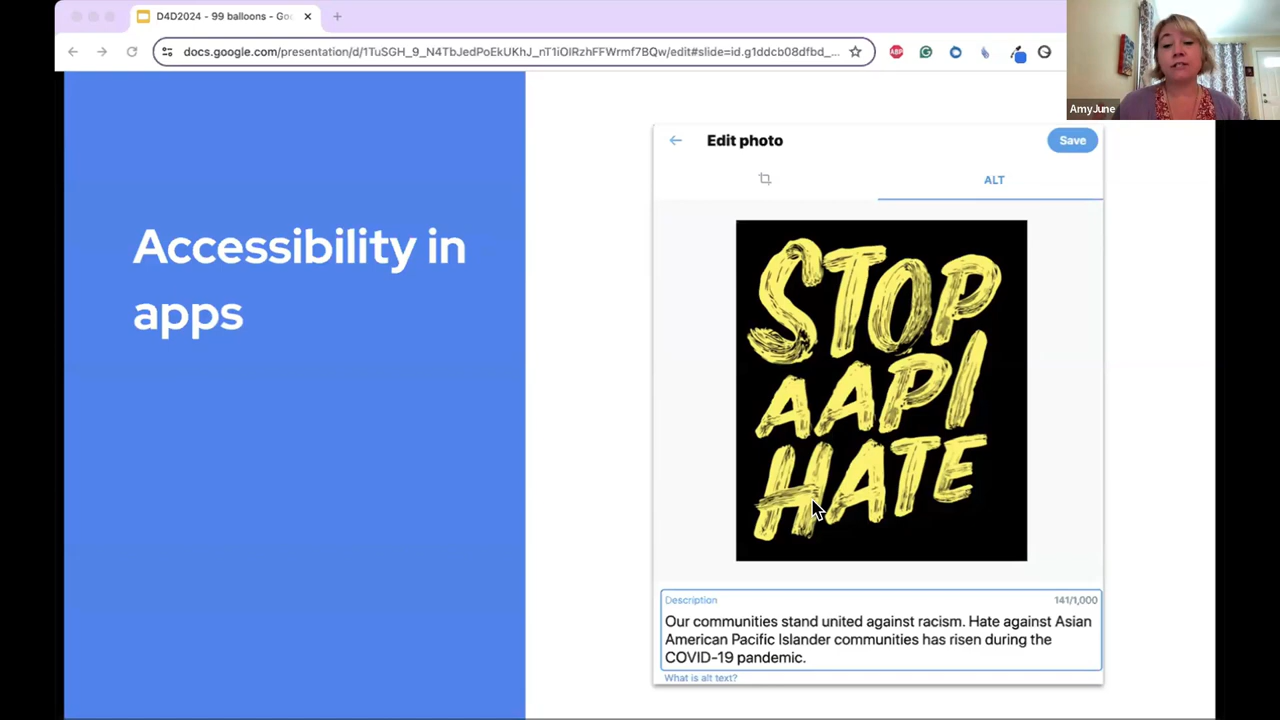 D4D2024 - 99 balloons - Goo
docs.google.com/presentation/d/1TuSGH_9_N4TbJedPoEkUKhJ_nT1iOIRzhFFWrmf7BQw/edit#slide=id.g1ddcb08dfbd_...
ABP
AmyJune
Accessibility in
apps
Edit photo
Save
ALT
STOP
AAPI
HATE
Description
141/1,000
Our communities stand united against racism. Hate against Asian
American Pacific Islander communities has risen during the
COVID-19 pandemic.
What is alt text?